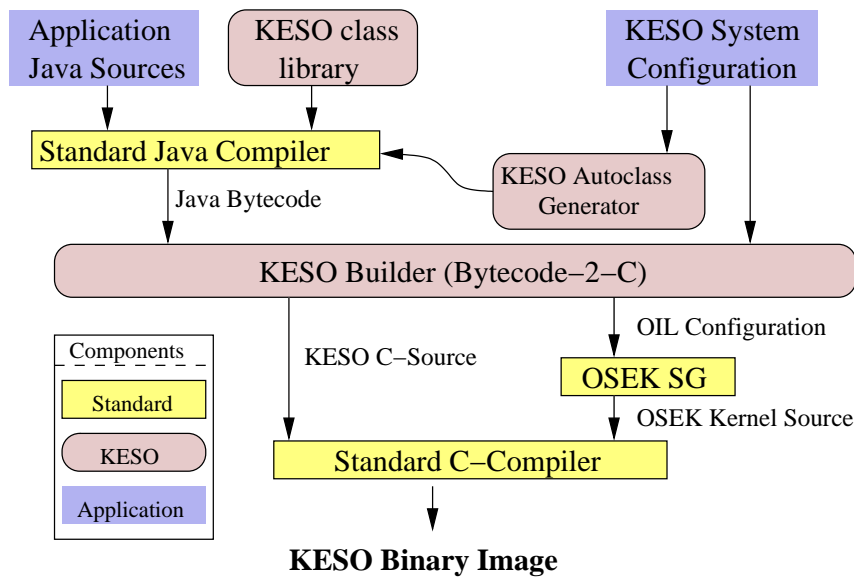 Application
Java Sources
KESO class
library
KESO System
Configuration
Standard Java Compiler
KESO Autoclass
Generator
Java Bytecode
KESO Builder (Bytecode−2−C)
OIL Configuration
KESO C−Source
OSEK SG
OSEK Kernel Source
Standard C−Compiler
KESO Binary Image
Components
Standard
KESO
Application